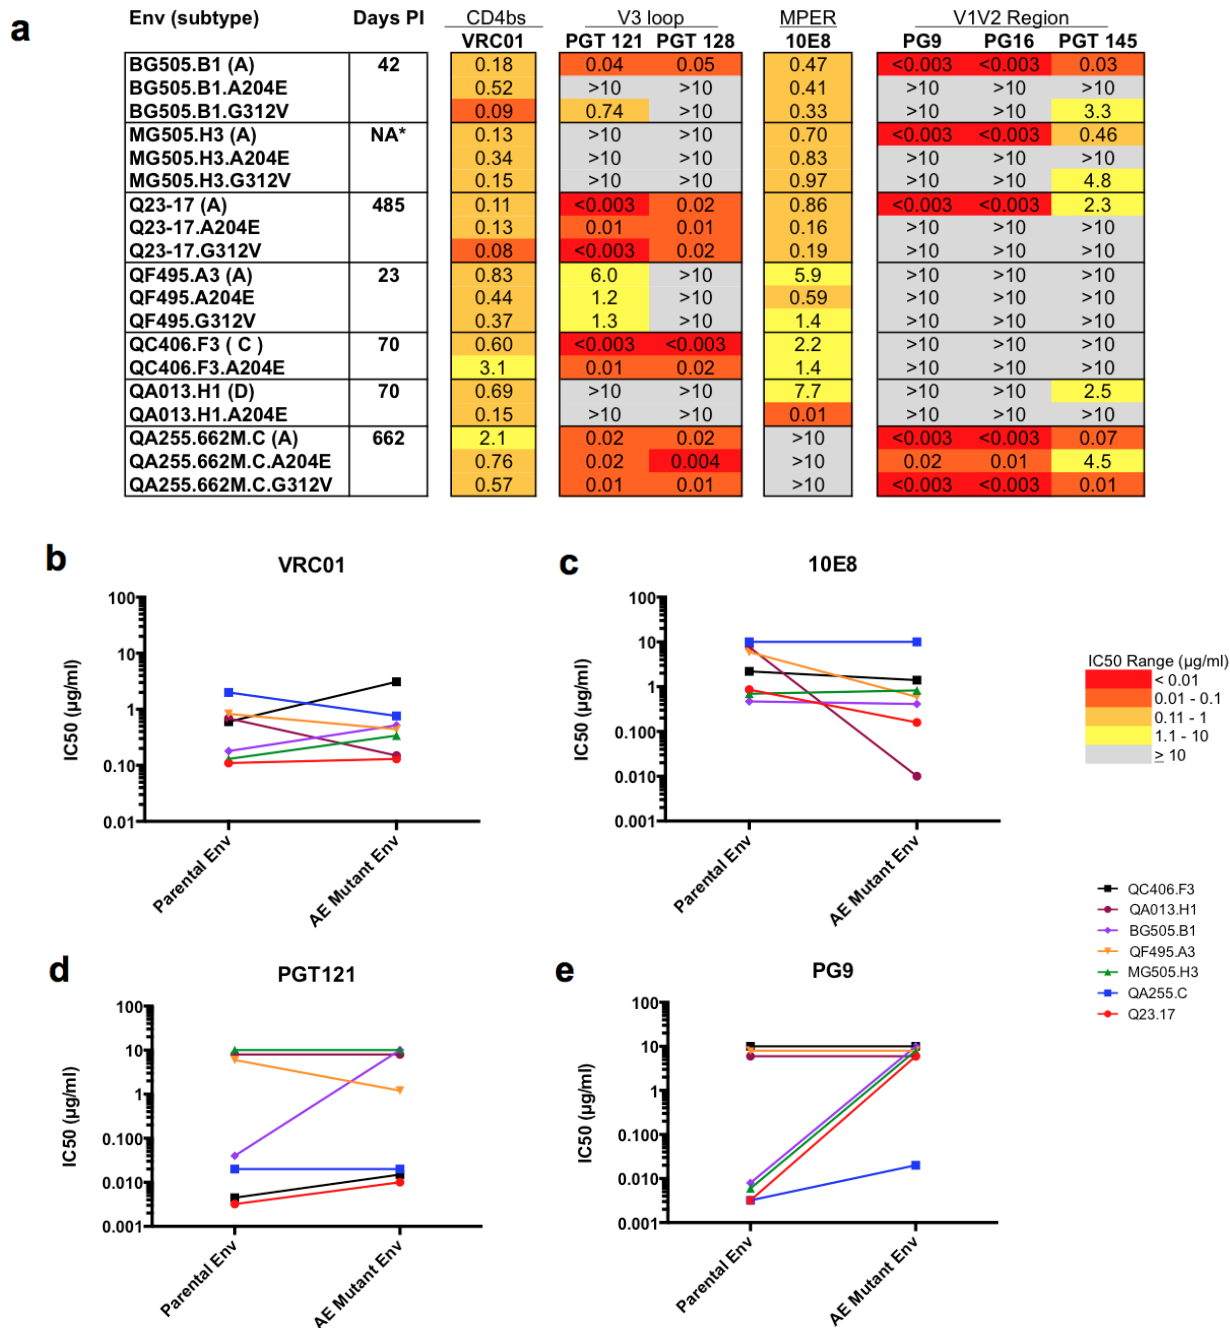 a
Env (subtype) Days PI CD4bs V3 loop MPER V1V2 Region
VRC01 PGT 121 PGT 128 10E8 PG9 PG16 PGT 145
BG505.B1 (A) 42 0.18 0.04 0.05 0.47 <0.003 <0.003 0.03
BG505.B1.A204E 0.52 >10 >10 0.41 >10 >10 >10
BG505.B1.G312V 0.09 0.74 >10 0.33 >10 >10 3.3
MG505.H3 (A) NA* 0.13 >10 >10 0.70 <0.003 <0.003 0.46
MG505.H3.A204E 0.34 >10 >10 0.83 >10 >10 >10
MG505.H3.G312V 0.15 >10 >10 0.97 >10 >10 4.8
Q23-17 (A) 485 0.11 <0.003 0.02 0.86 <0.003 <0.003 2.3
Q23-17.A204E 0.13 0.01 0.01 0.16 >10 >10 >10
Q23-17.G312V 0.08 <0.003 0.02 0.19 >10 >10 >10
QF495.A3 (A) 23 0.83 6.0 >10 5.9 >10 >10 >10
QF495.A204E 0.44 1.2 >10 0.59 >10 >10 >10
QF495.G312V 0.37 1.3 >10 1.4 >10 >10 >10
QC406.F3 ( C ) 70 0.60 <0.003 <0.003 2.2 >10 >10 >10
QC406.F3.A204E 3.1 0.01 0.02 1.4 >10 >10 >10
QA013.H1 (D) 70 0.69 >10 >10 7.7 >10 >10 2.5
QA013.H1.A204E 0.15 >10 >10 0.01 >10 >10 >10
QA255.662M.C (A) 662 2.1 0.02 0.02 >10 <0.003 <0.003 0.07
QA255.662M.C.A204E 0.76 0.02 0.004 >10 0.02 0.01 4.5
QA255.662M.C.G312V 0.57 0.01 0.01 >10 <0.003 <0.003 0.01
b
VRC01
IC50 (µg/ml)
100
10
1
0.10
0.01
Parental Env
AE Mutant Env
c
10E8
IC50 (µg/ml)
100
10
1
0.100
0.010
0.001
Parental Env
AE Mutant Env
IC50 Range (µg/ml)
< 0.01
0.01 - 0.1
0.11 - 1
1.1 - 10
≥ 10
QC406.F3
QA013.H1
BG505.B1
QF495.A3
MG505.H3
QA255.C
Q23.17
d
PGT121
IC50 (µg/ml)
100
10
1
0.100
0.010
0.001
Parental Env
AE Mutant Env
e
PG9
IC50 (µg/ml)
100
10
1
0.100
0.010
0.001
Parental Env
AE Mutant Env